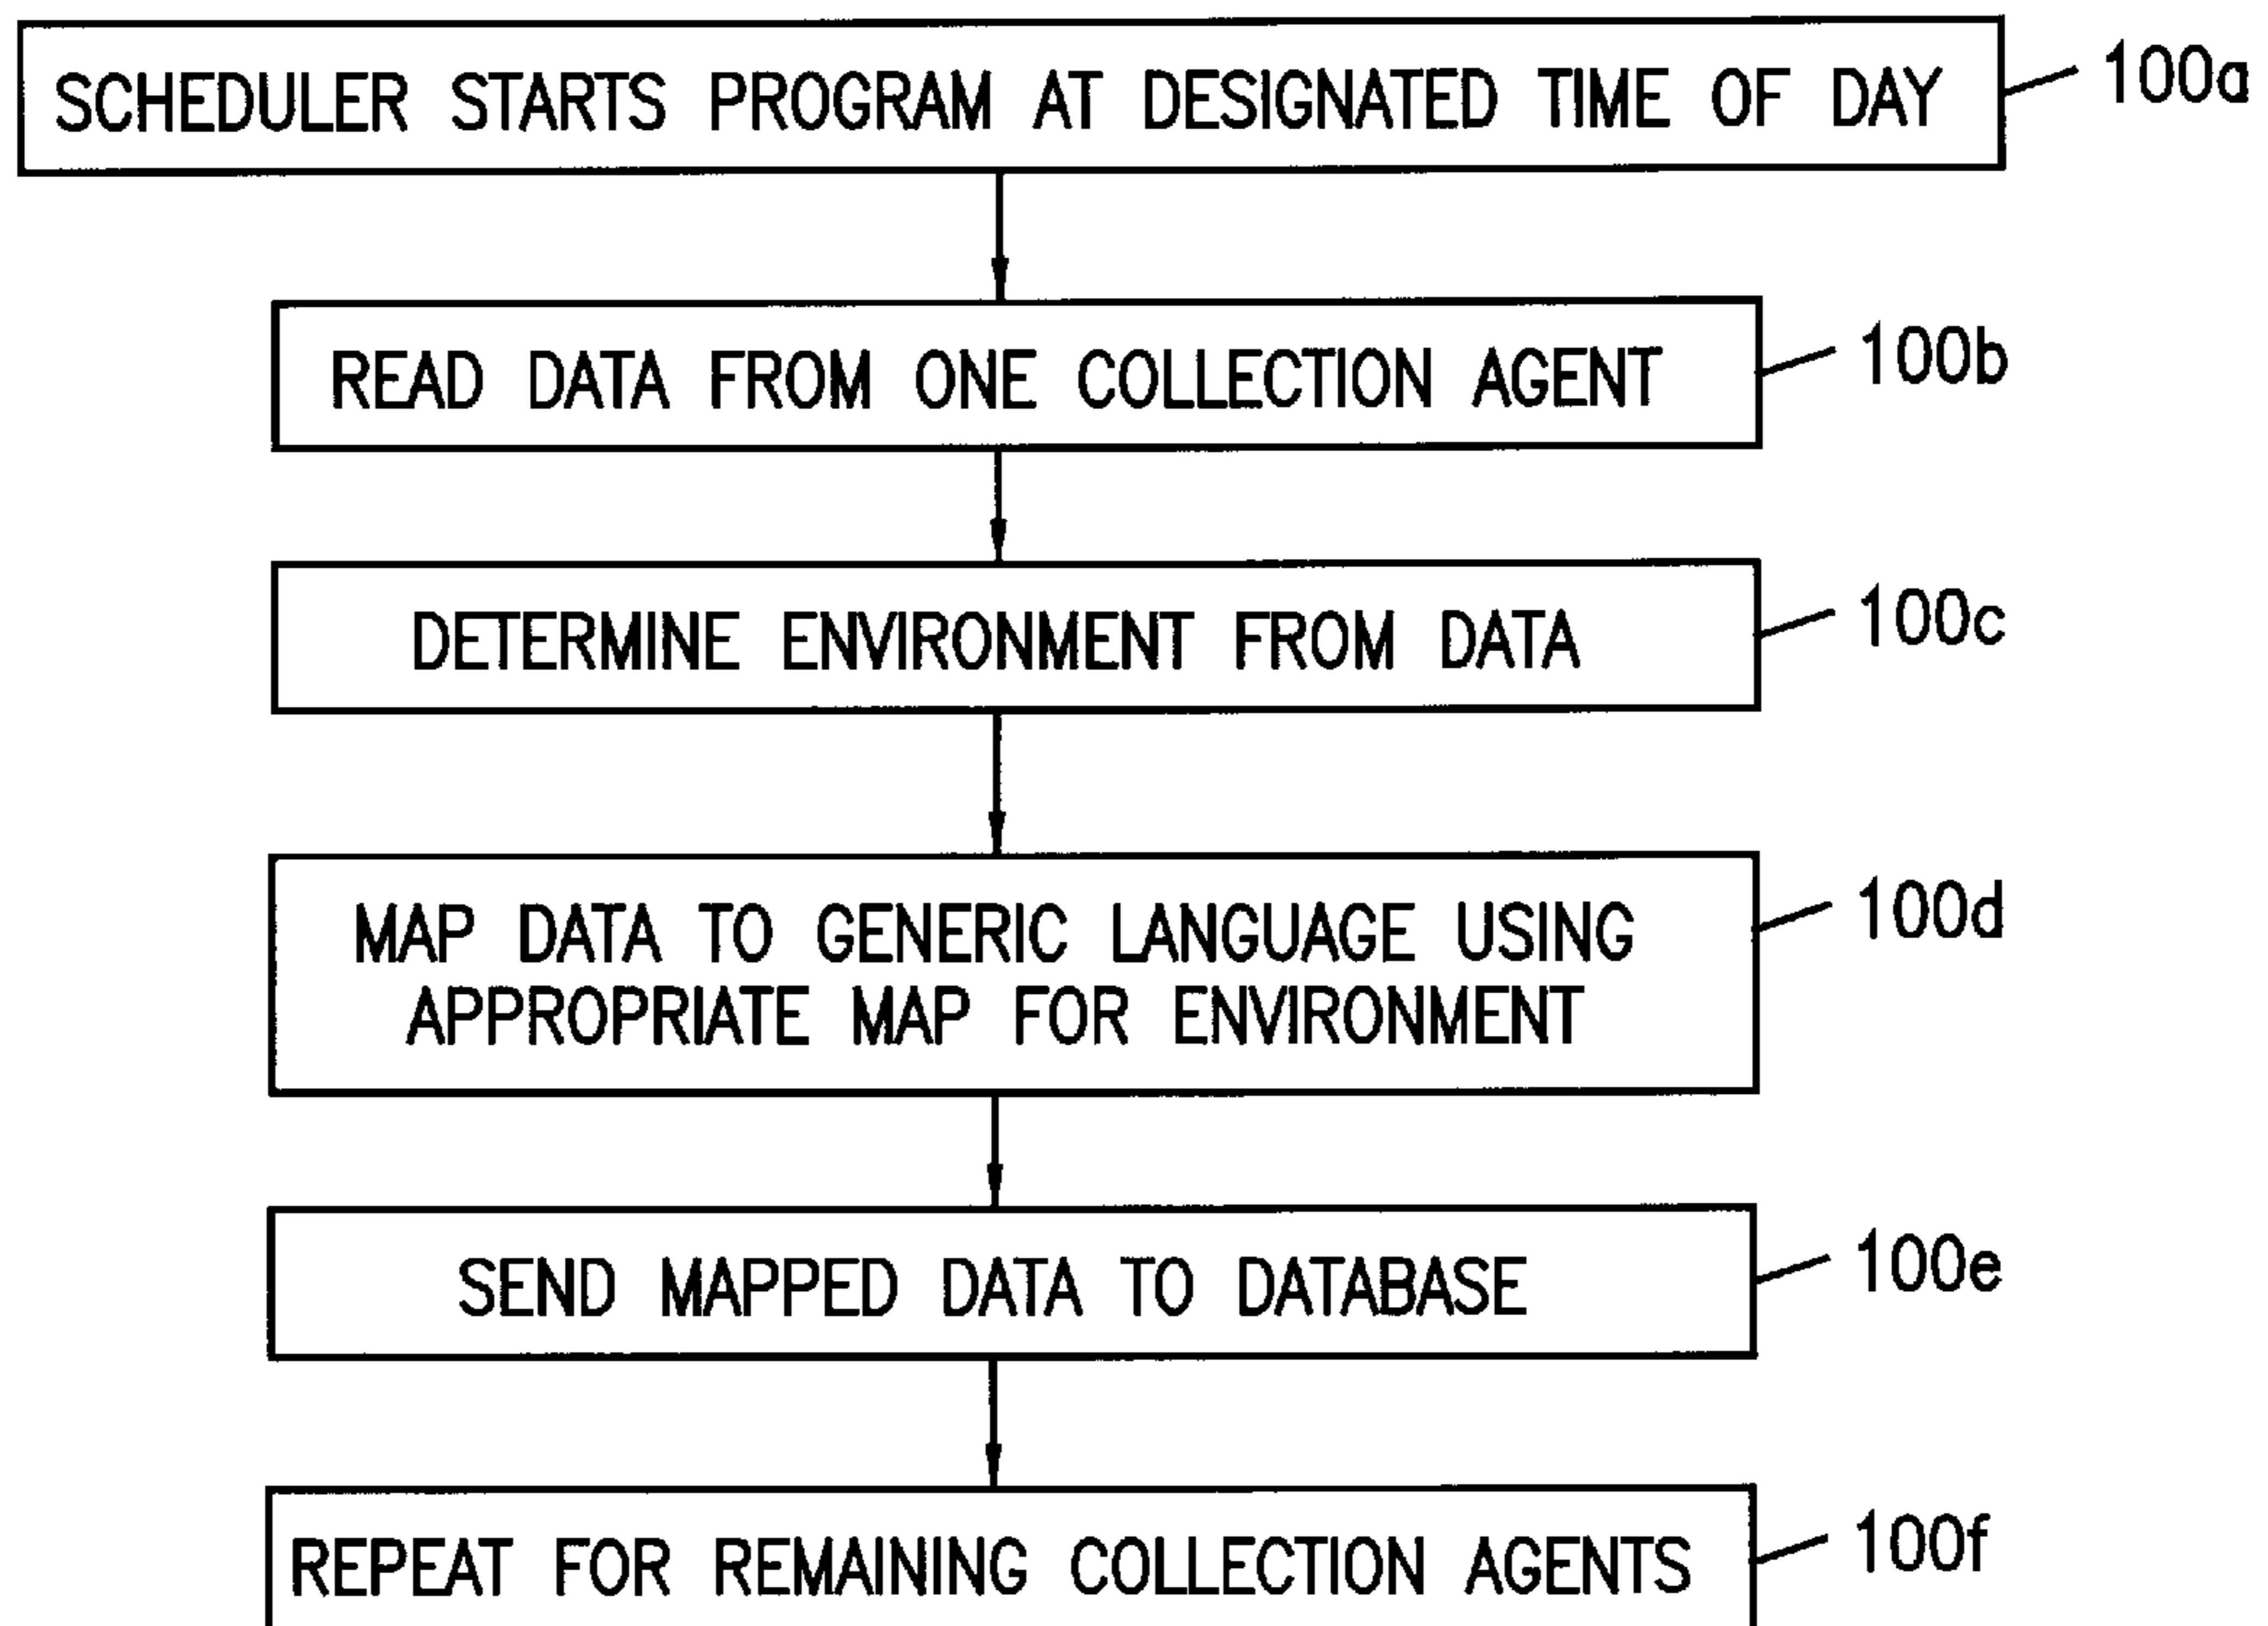 SCHEDULER STARTS PROGRAM AT DESIGNATED TIME OF DAY 100a
READ DATA FROM ONE COLLECTION AGENT 100b
DETERMINE ENVIRONMENT FROM DATA 100c
MAP DATA TO GENERIC LANGUAGE USING 100d
APPROPRIATE MAP FOR ENVIRONMENT
SEND MAPPED DATA TO DATABASE 100e
REPEAT FOR REMAINING COLLECTION AGENTS 100f